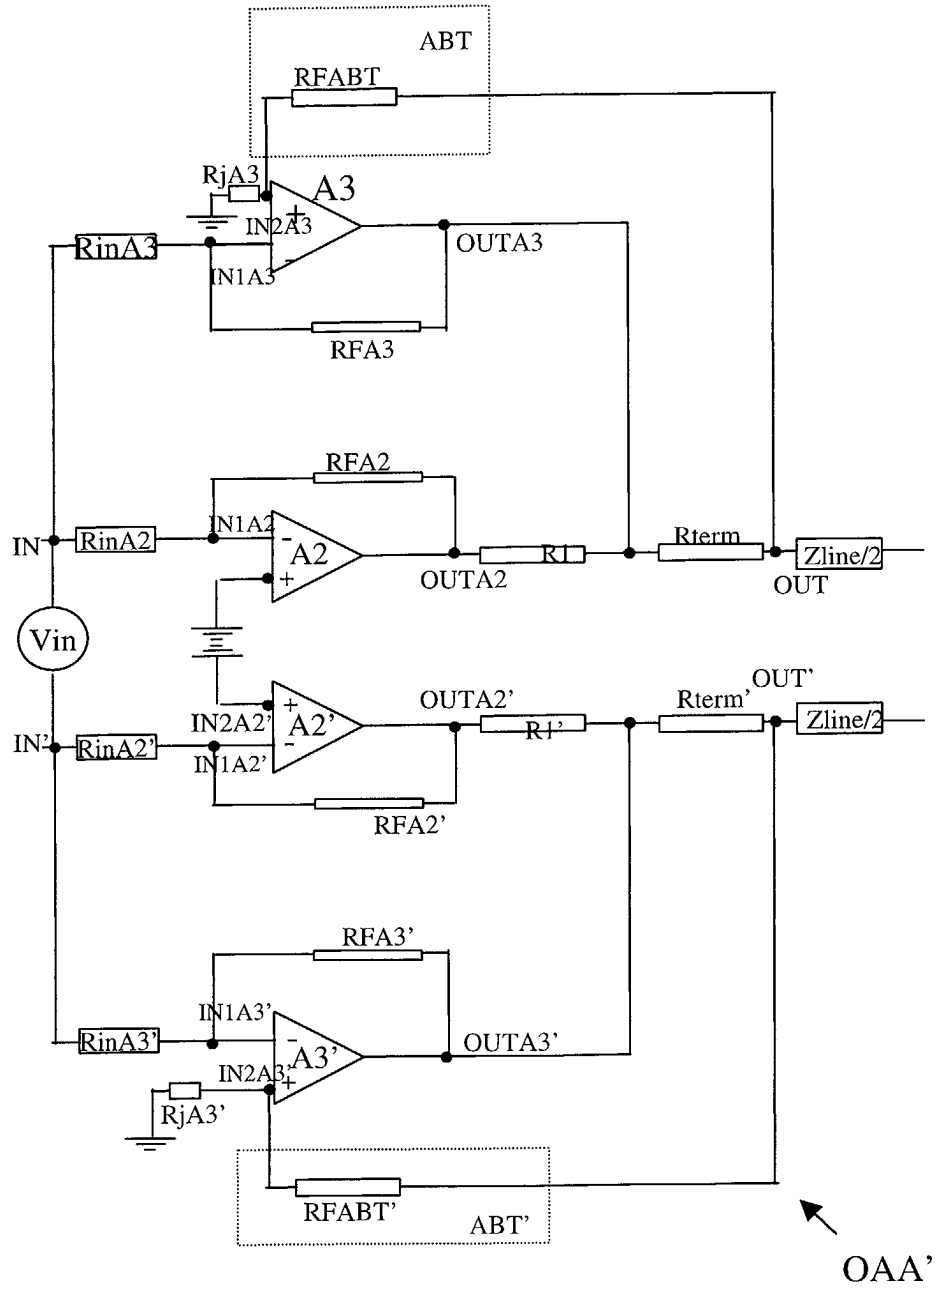 ABT
RFABT
RjA3
A3
+
IN2A3
OUTA3
RinA3
IN1A3
-
RFA3
RFA2
IN1A2
-
Rterm
IN
RinA2
A2
R1
Zline/2
+
OUTA2
OUT
Vin
OUTA2'
OUT'
Rterm'
IN2A2'
+
A2'
R1'
Zline/2
IN'
RinA2'
-
IN1A2'
RFA2'
RFA3'
IN1A3'
-
OUTA3'
RinA3'
A3'
IN2A3'
+
RjA3'
RFABT'
ABT'
OAA'